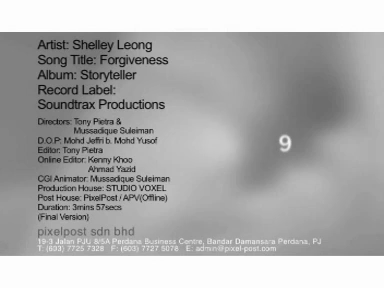 Artist: Shelley Leong
Song Title: Forgiveness
Album: Storyteller
Record Label:
Soundtrax Productions
Directors: Tony Pietra &
Mussadique Suleiman
D.O.P: Mohd Jeffri b. Mohd Yusof
Editor: Tony Pietra
Online Editor: Kenny Khoo
Ahmad Yazid
CGI Animator: Mussadique Suleiman
Production House: STUDIO VOXEL
Post House: PixelPost / APV(Offline)
Duration: 3mins 57secs
(Final Version)
9
pixelpost sdn bhd
19-3 Jalan PJU 8/5A Perdana Business Centre, Bandar Damansara Perdana, PJ
T: (603) 7725 7328 F: (603) 7727 5078 E: admin@pixel-post.com